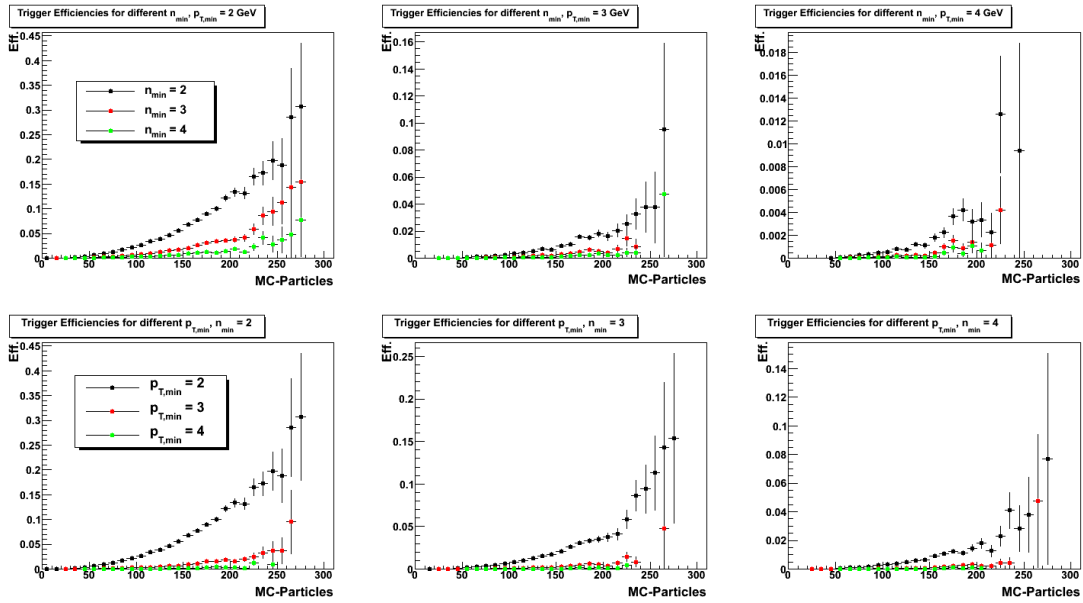 Trigger Efficiencies for different n_min, p_T,min = 2 GeV
Eff.
0.45
0.4
0.35
0.3
0.25
0.2
0.15
0.1
0.05
0
n_min = 2
n_min = 3
n_min = 4
0 50 100 150 200 250 300
MC-Particles
Trigger Efficiencies for different n_min, p_T,min = 3 GeV
Eff.
0.16
0.14
0.12
0.1
0.08
0.06
0.04
0.02
0
0 50 100 150 200 250 300
MC-Particles
Trigger Efficiencies for different n_min, p_T,min = 4 GeV
Eff.
0.018
0.016
0.014
0.012
0.01
0.008
0.006
0.004
0.002
0
0 50 100 150 200 250 300
MC-Particles
Trigger Efficiencies for different p_T,min, n_min = 2
Eff.
0.45
0.4
0.35
0.3
0.25
0.2
0.15
0.1
0.05
0
p_T,min = 2
p_T,min = 3
p_T,min = 4
0 50 100 150 200 250 300
MC-Particles
Trigger Efficiencies for different p_T,min, n_min = 3
Eff.
0.25
0.2
0.15
0.1
0.05
0
0 50 100 150 200 250 300
MC-Particles
Trigger Efficiencies for different p_T,min, n_min = 4
Eff.
0.14
0.12
0.1
0.08
0.06
0.04
0.02
0
0 50 100 150 200 250 300
MC-Particles